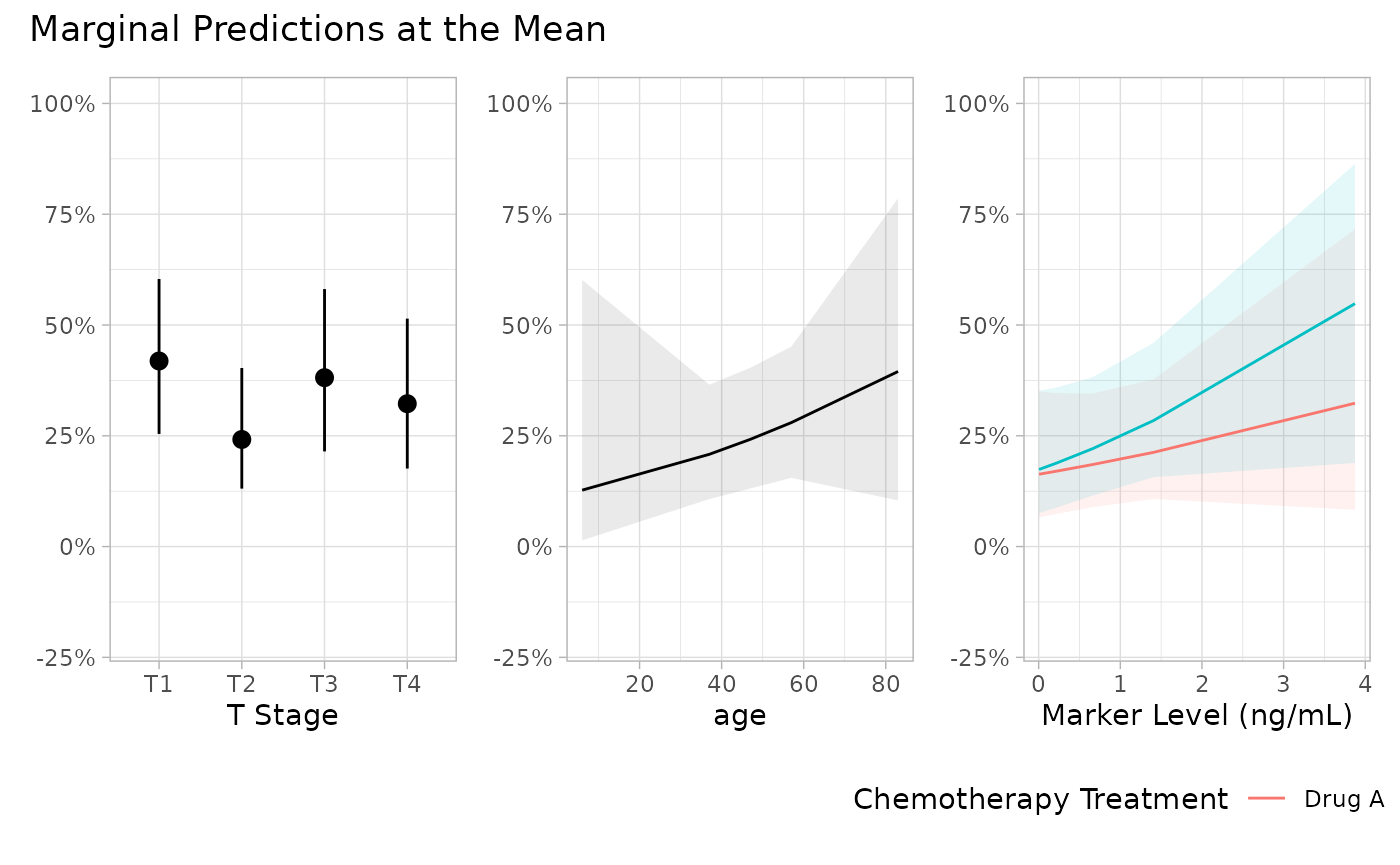 Marginal Predictions at the Mean
100%
75%
50%
25%
0%
-25%
T1 T2 T3 T4
T Stage
100%
75%
50%
25%
0%
-25%
20 40 60 80
age
100%
75%
50%
25%
0%
-25%
0 1 2 3 4
Marker Level (ng/mL)
Chemotherapy Treatment Drug A